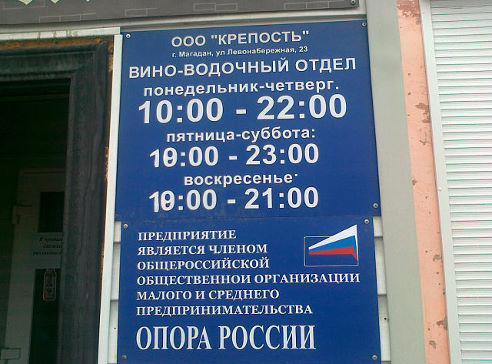 ООО "КРЕПОСТЬ"
г. Магадан, ул Левонабережная, 23
ВИНО-ВОДОЧНЫЙ ОТДЕЛ
понедельник-четверг.
10:00 - 22:00
пятница-суббота:
10:00 - 23:00
воскресенье:
10:00 - 21:00
ПРЕДПРИЯТИЕ
ЯВЛЯЕТСЯ ЧЛЕНОМ
ОБЩЕРОССИЙСКОЙ
ОБЩЕСТВЕННОЙ ОРГАНИЗАЦИИ
МАЛОГО И СРЕДНЕГО
ПРЕДПРИНИМАТЕЛЬСТВА
ОПОРА РОССИИ